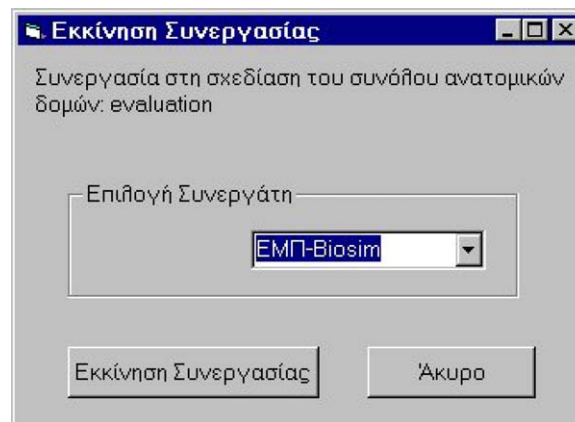 Εκκίνηση Συνεργασίας
Συνεργασία στη σχεδίαση του συνόλου ανατομικών
δομών: evaluation
Επιλογή Συνεργάτη
ΕΜΠ-Biosim
Εκκίνηση Συνεργασίας
Άκυρο